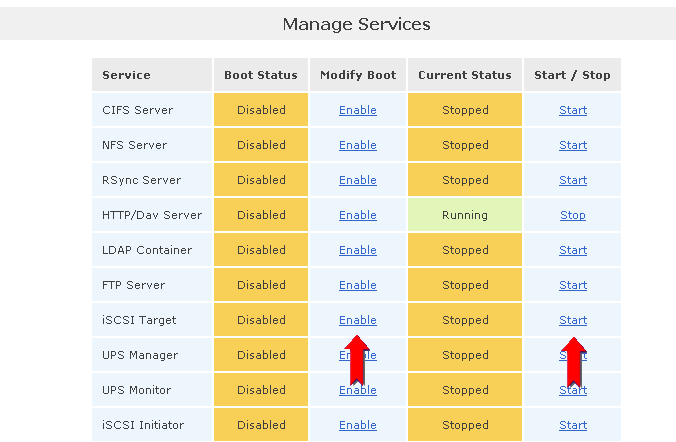 Manage Services
Service Boot Status Modify Boot Current Status Start / Stop
CIFS Server Disabled Enable Stopped Start
NFS Server Disabled Enable Stopped Start
RSync Server Disabled Enable Stopped Start
HTTP/Dav Server Disabled Enable Running Stop
LDAP Container Disabled Enable Stopped Start
FTP Server Disabled Enable Stopped Start
iSCSI Target Disabled Enable Stopped Start
UPS Manager Disabled Enable Stopped Start
UPS Monitor Disabled Enable Stopped Start
iSCSI Initiator Disabled Enable Stopped Start